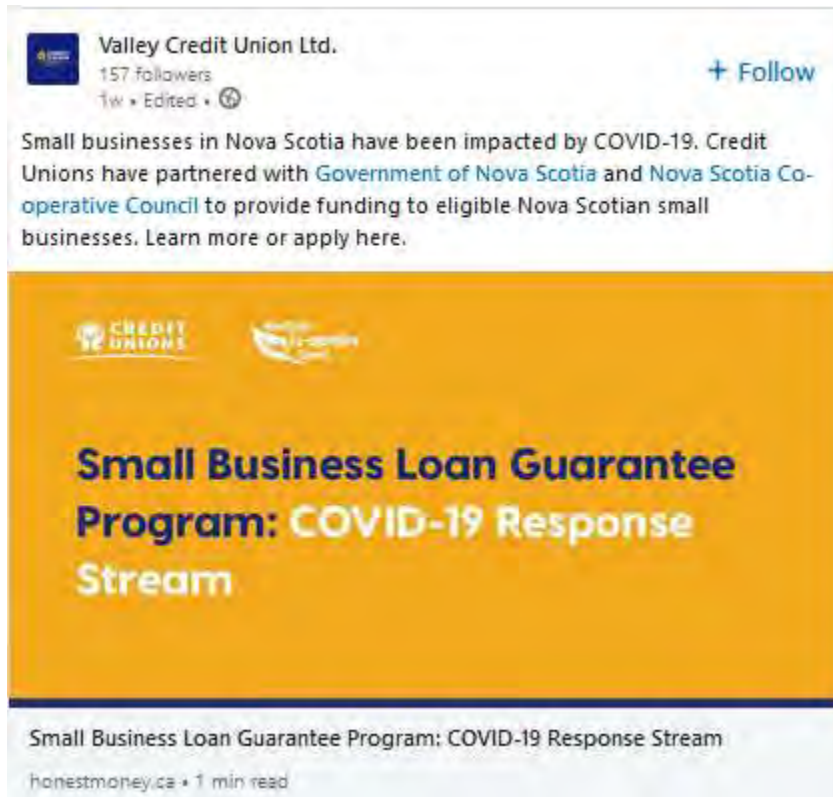 Valley Credit Union Ltd.
157 followers
+ Follow
1w • Edited •
Small businesses in Nova Scotia have been impacted by COVID-19. Credit
Unions have partnered with Government of Nova Scotia and Nova Scotia Co-
operative Council to provide funding to eligible Nova Scotian small
businesses. Learn more or apply here.
CREDIT
UNIONS
Small Business Loan Guarantee
Program: COVID-19 Response
Stream
Small Business Loan Guarantee Program: COVID-19 Response Stream
honestmoney.ca • 1 min read